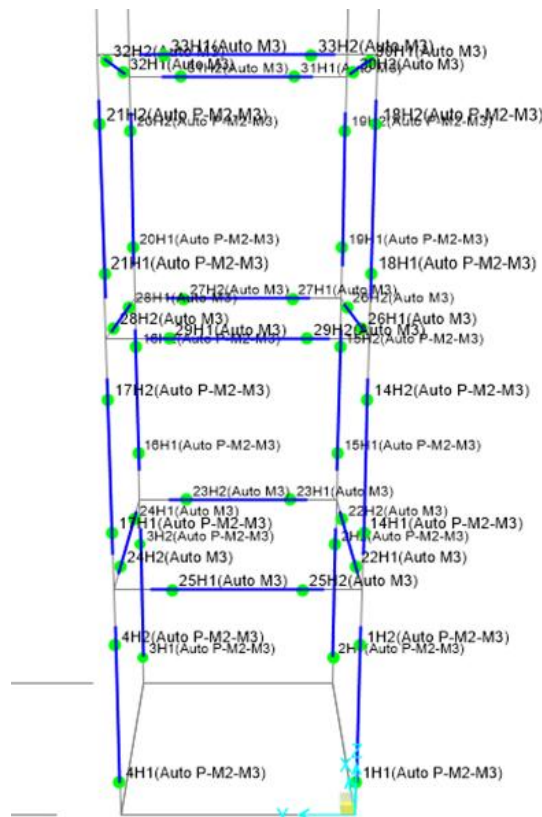 33H1(Auto M3)
33H2(Auto M3)
32H2(Auto M3)
32H1(Auto M3)
31H2(Auto M3)
31H1(Auto M3)
21H2(Auto P-M2-M3)
20H2(Auto P-M2-M3)
18H2(Auto P-M2-M3)
20H1(Auto P-M2-M3)
19H1(Auto P-M2-M3)
21H1(Auto P-M2-M3)
18H1(Auto P-M2-M3)
27H2(Auto M3)
27H1(Auto M3)
28H1(Auto M3)
26H2(Auto M3)
28H2(Auto M3)
26H1(Auto M3)
29H1(Auto M3)
29H2(Auto M3)
16H2(Auto P-M2-M3)
15H2(Auto P-M2-M3)
17H2(Auto P-M2-M3)
14H2(Auto P-M2-M3)
16H1(Auto P-M2-M3)
15H1(Auto P-M2-M3)
23H2(Auto M3)
23H1(Auto M3)
24H1(Auto M3)
22H2(Auto M3)
17H1(Auto P-M2-M3)
14H1(Auto P-M2-M3)
3H2(Auto P-M2-M3)
24H2(Auto M3)
22H1(Auto M3)
25H1(Auto M3)
25H2(Auto M3)
4H2(Auto P-M2-M3)
1H2(Auto P-M2-M3)
3H1(Auto P-M2-M3)
2H1(Auto P-M2-M3)
4H1(Auto P-M2-M3)
1H1(Auto P-M2-M3)